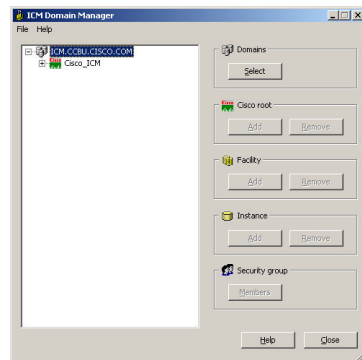 ICM Domain Manager
File Help
ICM.CCBU.CISCO.COM
Cisco_ICM
Domains
Select
Cisco root
Add Remove
Facility
Add Remove
Instance
Add Remove
Security group
Members
Help Close